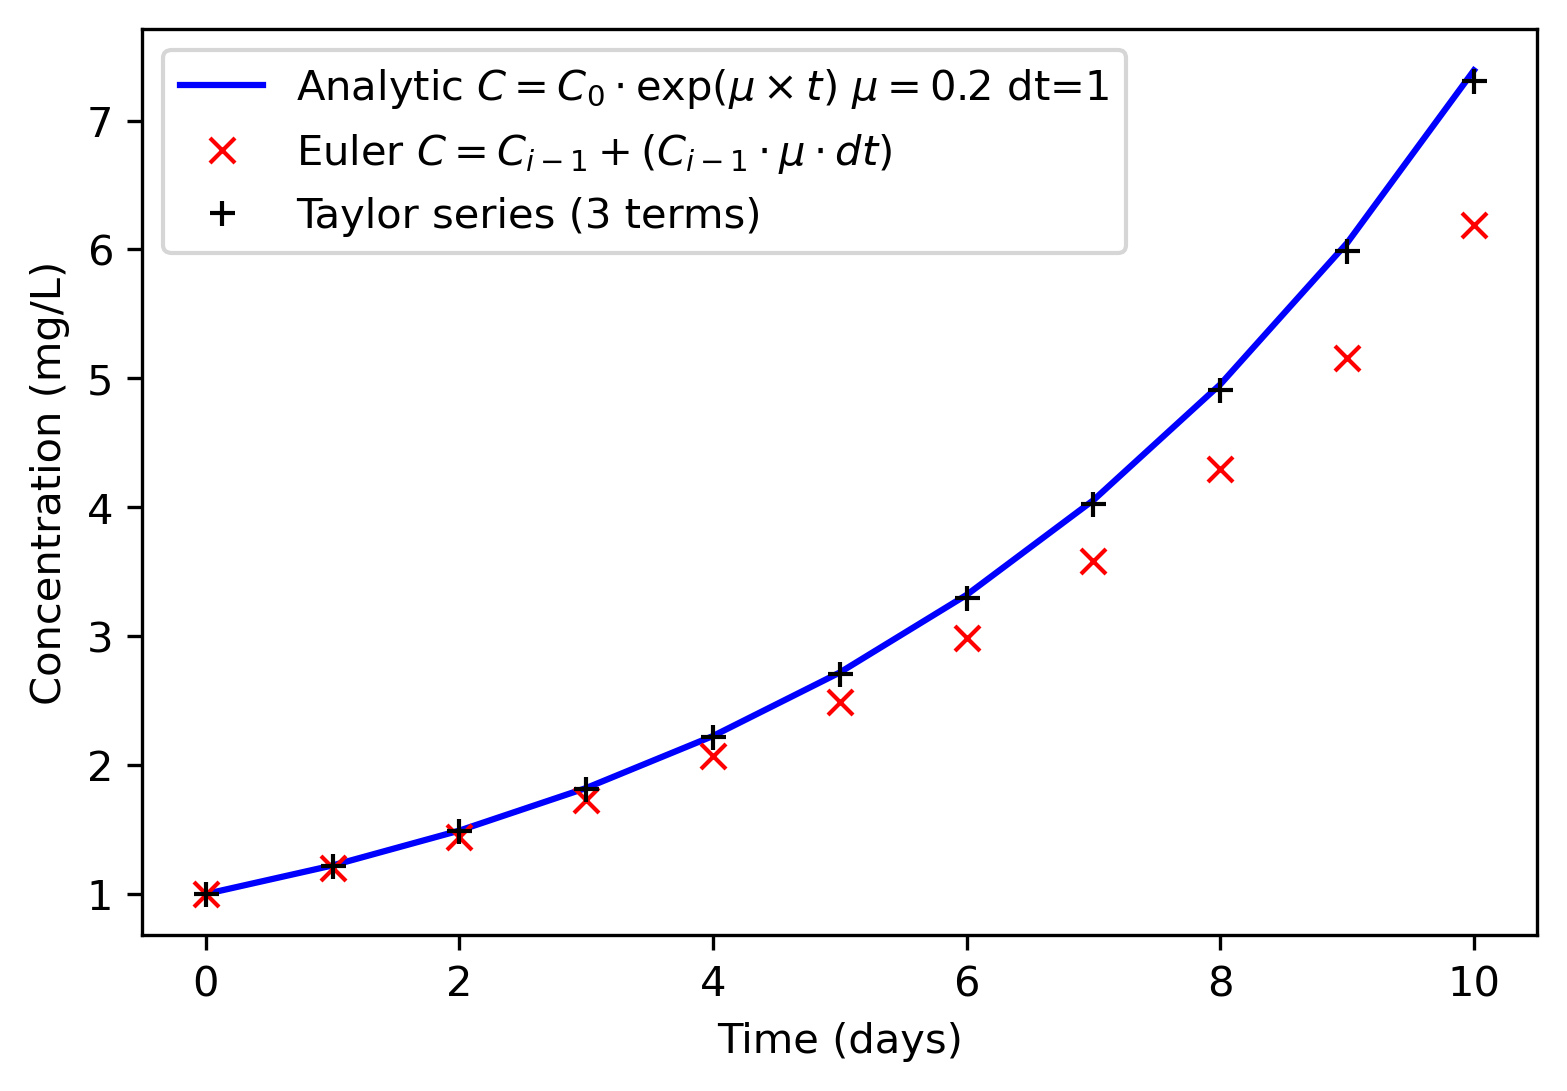 Analytic C = C₀ · exp(μ × t) μ = 0.2 dt=1
Euler C = Cᵢ₋₁ + (Cᵢ₋₁ · μ · dt)
Taylor series (3 terms)
7
6
5
4
3
2
1
Concentration (mg/L)
0 2 4 6 8 10
Time (days)